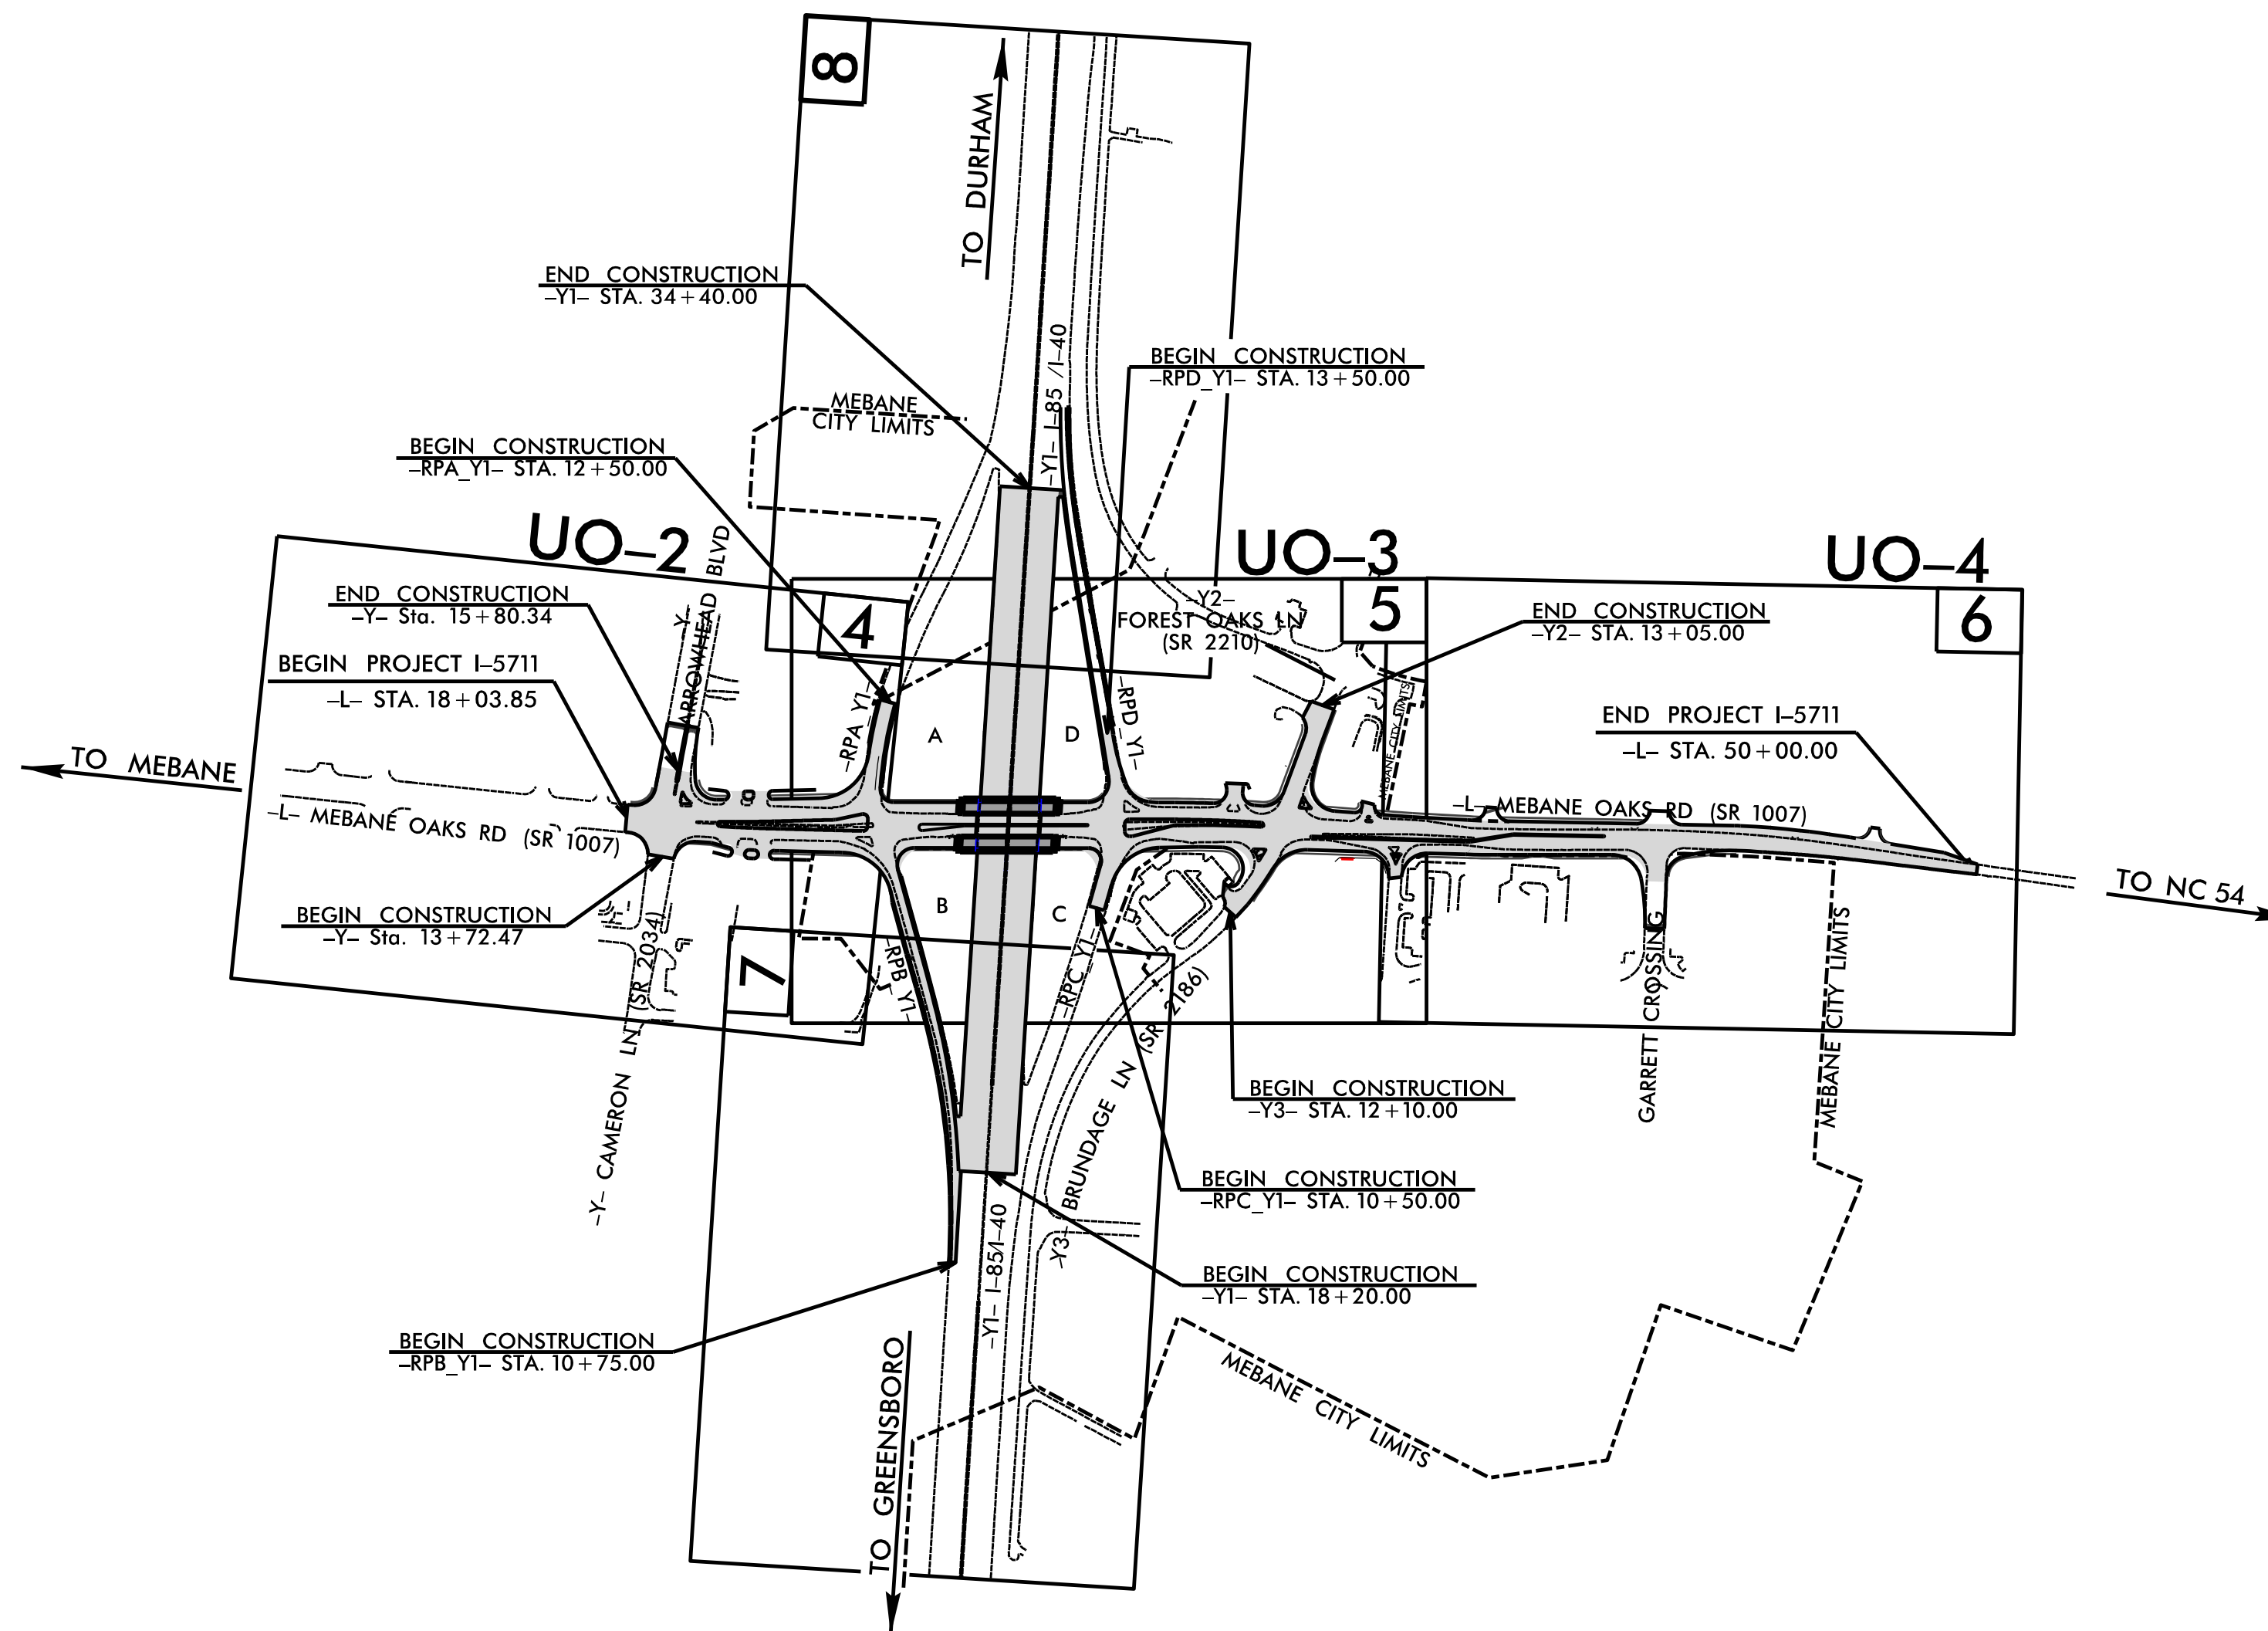 8
TO DURHAM
END CONSTRUCTION
–Y1– STA. 34+40.00
–Y1– I–85 /I–40
BEGIN CONSTRUCTION
–RPD_Y1– STA. 13+50.00
MEBANE
CITY LIMITS
BEGIN CONSTRUCTION
–RPA_Y1– STA. 12+50.00
UO–2
UO–3
UO–4
END CONSTRUCTION
–Y– Sta. 15+80.34
–Y–
ARROWHEAD BLVD
4
–Y2–
FOREST OAKS LN
(SR 2210)
5
END CONSTRUCTION
–Y2– STA. 13+05.00
6
BEGIN PROJECT I–5711
–L– STA. 18+03.85
–RPA_Y1–
A
D
–RPD_Y1–
MEBANE CITY LIMITS
END PROJECT I–5711
–L– STA. 50+00.00
TO MEBANE
–L– MEBANE OAKS RD (SR 1007)
–L– MEBANE OAKS RD (SR 1007)
TO NC 54
BEGIN CONSTRUCTION
–Y– Sta. 13+72.47
B
C
–Y– CAMERON LN (SR 2034)
7
–RPB_Y1–
–RPC_Y1–
–Y3– BRUNDAGE LN (SR 2186)
GARRETT CROSSING
MEBANE CITY LIMITS
BEGIN CONSTRUCTION
–Y3– STA. 12+10.00
BEGIN CONSTRUCTION
–RPC_Y1– STA. 10+50.00
BEGIN CONSTRUCTION
–Y1– STA. 18+20.00
–Y1– I–85/I–40
BEGIN CONSTRUCTION
–RPB_Y1– STA. 10+75.00
TO GREENSBORO
MEBANE CITY LIMITS